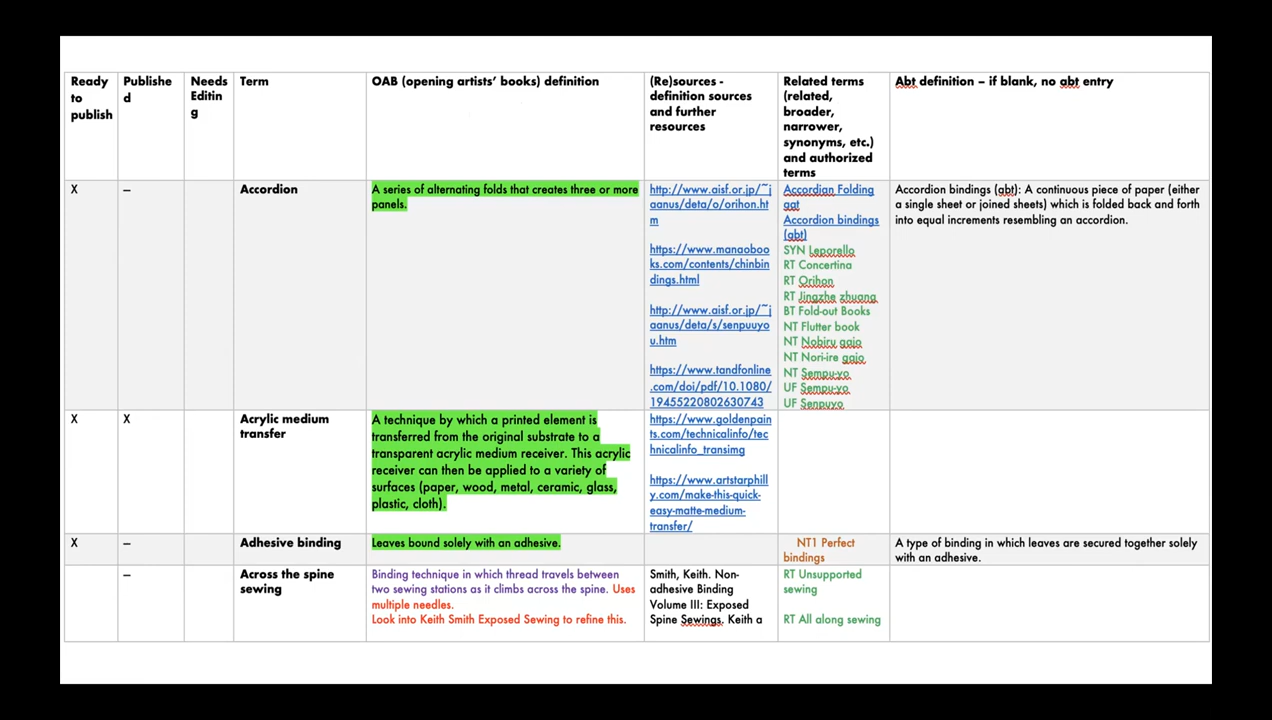 Ready to publish
Publishe d
Needs Editin g
Term
OAB (opening artists' books) definition
(Re)sources - definition sources and further resources
Related terms (related, broader, narrower, synonyms, etc.) and authorized terms
Abt definition – if blank, no abt entry
X
–
Accordion
A series of alternating folds that creates three or more
panels.
http://www.aisf.or.jp/~j
aanus/deta/o/orihon.ht
m
https://www.manaoboo
ks.com/contents/chinbin
dings.html
http://www.aisf.or.jp/~j
aanus/deta/s/senpuuyo
u.htm
https://www.tandfonline
.com/doi/pdf/10.1080/
19455220802630743
Accordian Folding
aat
Accordion bindings
(abt)
SYN Leporello
RT Concertina
RT Orihon
RT Jingzhe zhuang
BT Fold-out Books
NT Flutter book
NT Nobiru gajo
NT Nori-ire gajo
NT Sempu-yo
UF Sempu-yo
UF Senpuyo
Accordion bindings (abt): A continuous piece of paper (either
a single sheet or joined sheets) which is folded back and forth
into equal increments resembling an accordion.
X
X
Acrylic medium
transfer
A technique by which a printed element is
transferred from the original substrate to a
transparent acrylic medium receiver. This acrylic
receiver can then be applied to a variety of
surfaces (paper, wood, metal, ceramic, glass,
plastic, cloth).
https://www.goldenpain
ts.com/technicalinfo/tec
hnicalinfo_transimg
https://www.artstarphill
y.com/make-this-quick-
easy-matte-medium-
transfer/
X
–
Adhesive binding
Leaves bound solely with an adhesive.
NT1 Perfect
bindings
A type of binding in which leaves are secured together solely
with an adhesive.
–
Across the spine
sewing
Binding technique in which thread travels between
two sewing stations as it climbs across the spine. Uses
multiple needles.
Look into Keith Smith Exposed Sewing to refine this.
Smith, Keith. Non-
adhesive Binding
Volume III: Exposed
Spine Sewings. Keith a
RT Unsupported
sewing
RT All along sewing